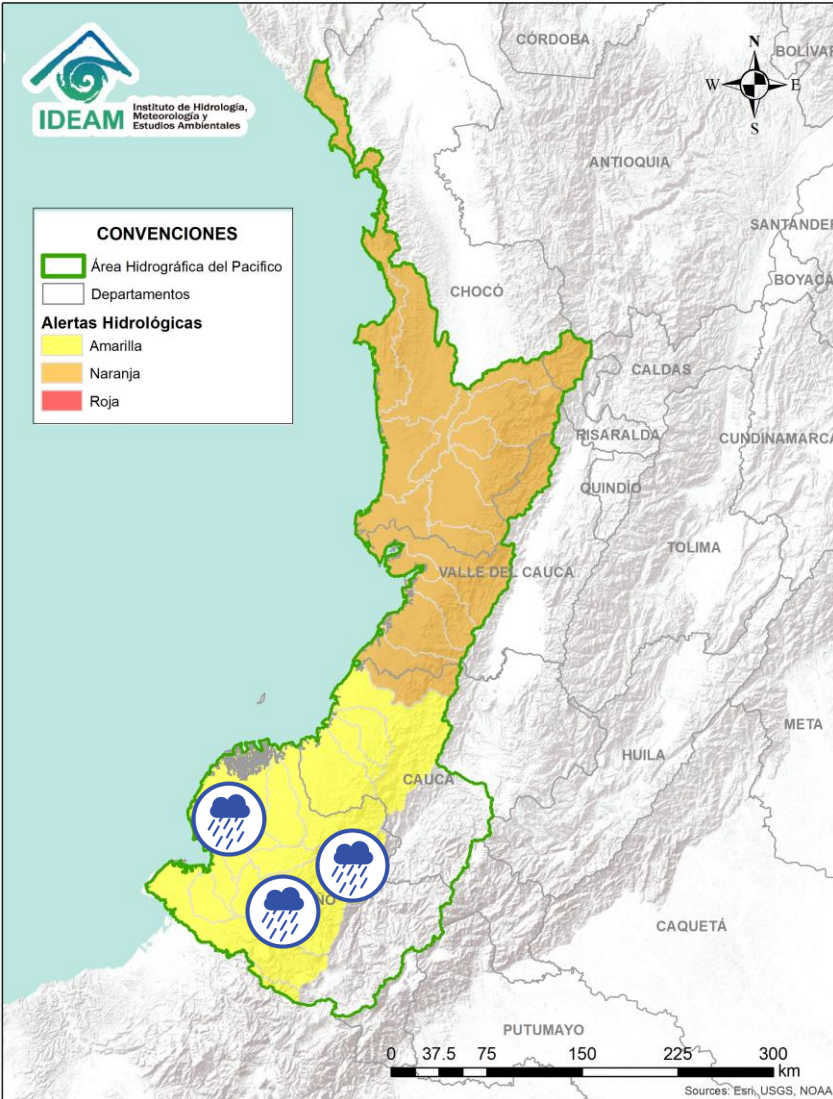 CÓRDOBA
BOLÍVAR
N
W
E
S
IDEAM
Instituto de Hidrología,
Meteorología y
Estudios Ambientales
ANTIOQUIA
CONVENCIONES
Área Hidrográfica del Pacifico
Departamentos
Alertas Hidrológicas
Amarilla
Naranja
Roja
SANTANDER
BOYACÁ
CHOCÓ
CALDAS
RISARALDA
CUNDINAMARCA
QUINDÍO
TOLIMA
VALLE DEL CAUCA
META
HUILA
CAUCA
ÑO
CAQUETÁ
PUTUMAYO
0 37.5 75 150 225 300
km
Sources: Esri, USGS, NOAA